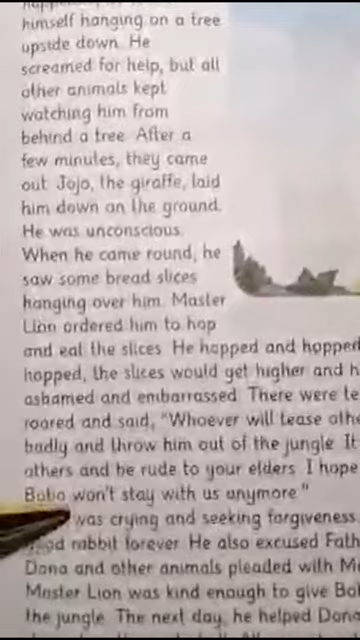 himself hanging on a tree
upside down. He
screamed for help, but all
other animals kept
watching him from
behind a tree. After a
few minutes, they came
out. Jojo, the giraffe, laid
him down on the ground.
He was unconscious.
When he came round, he
saw some bread slices
hanging over him. Master
Lion ordered him to hop
and eat the slices. He hopped and hopped
hopped, the slices would get higher and h
ashamed and embarrassed. There were te
roared and said, "Whoever will tease othe
badly and throw him out of the jungle. It
others and be rude to your elders. I hope
Bobo won't stay with us anymore."
was crying and seeking forgiveness.
rabbit forever. He also excused Fath
Dana and other animals pleaded with Ma
Master Lion was kind enough to give Bob
the jungle. The next day, he helped Dana